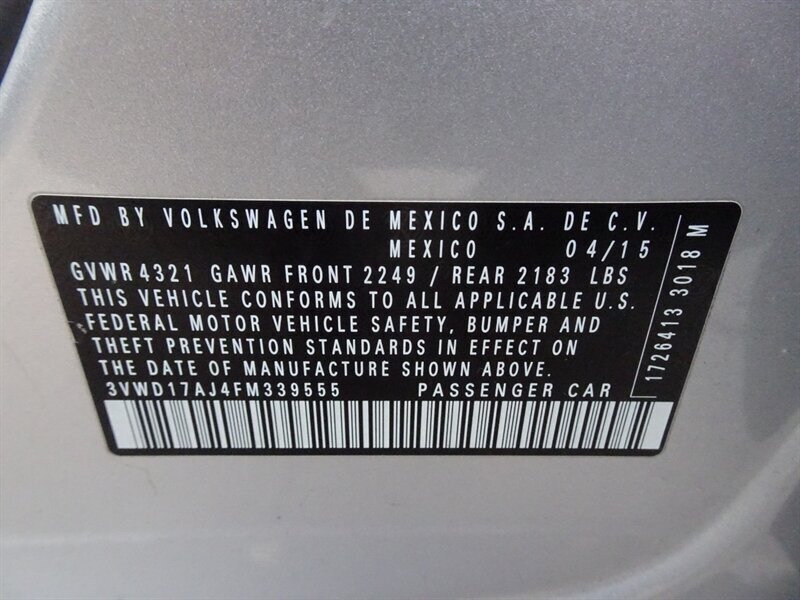 MFD BY VOLKSWAGEN DE MEXICO S.A. DE C.V.
MEXICO 04/15
GVWR 4321 GAWR FRONT 2249 / REAR 2183 LBS
THIS VEHICLE CONFORMS TO ALL APPLICABLE U.S.
FEDERAL MOTOR VEHICLE SAFETY, BUMPER AND
THEFT PREVENTION STANDARDS IN EFFECT ON
THE DATE OF MANUFACTURE SHOWN ABOVE.
3VWD17AJ4FM339555 PASSENGER CAR
1726413 3018 M